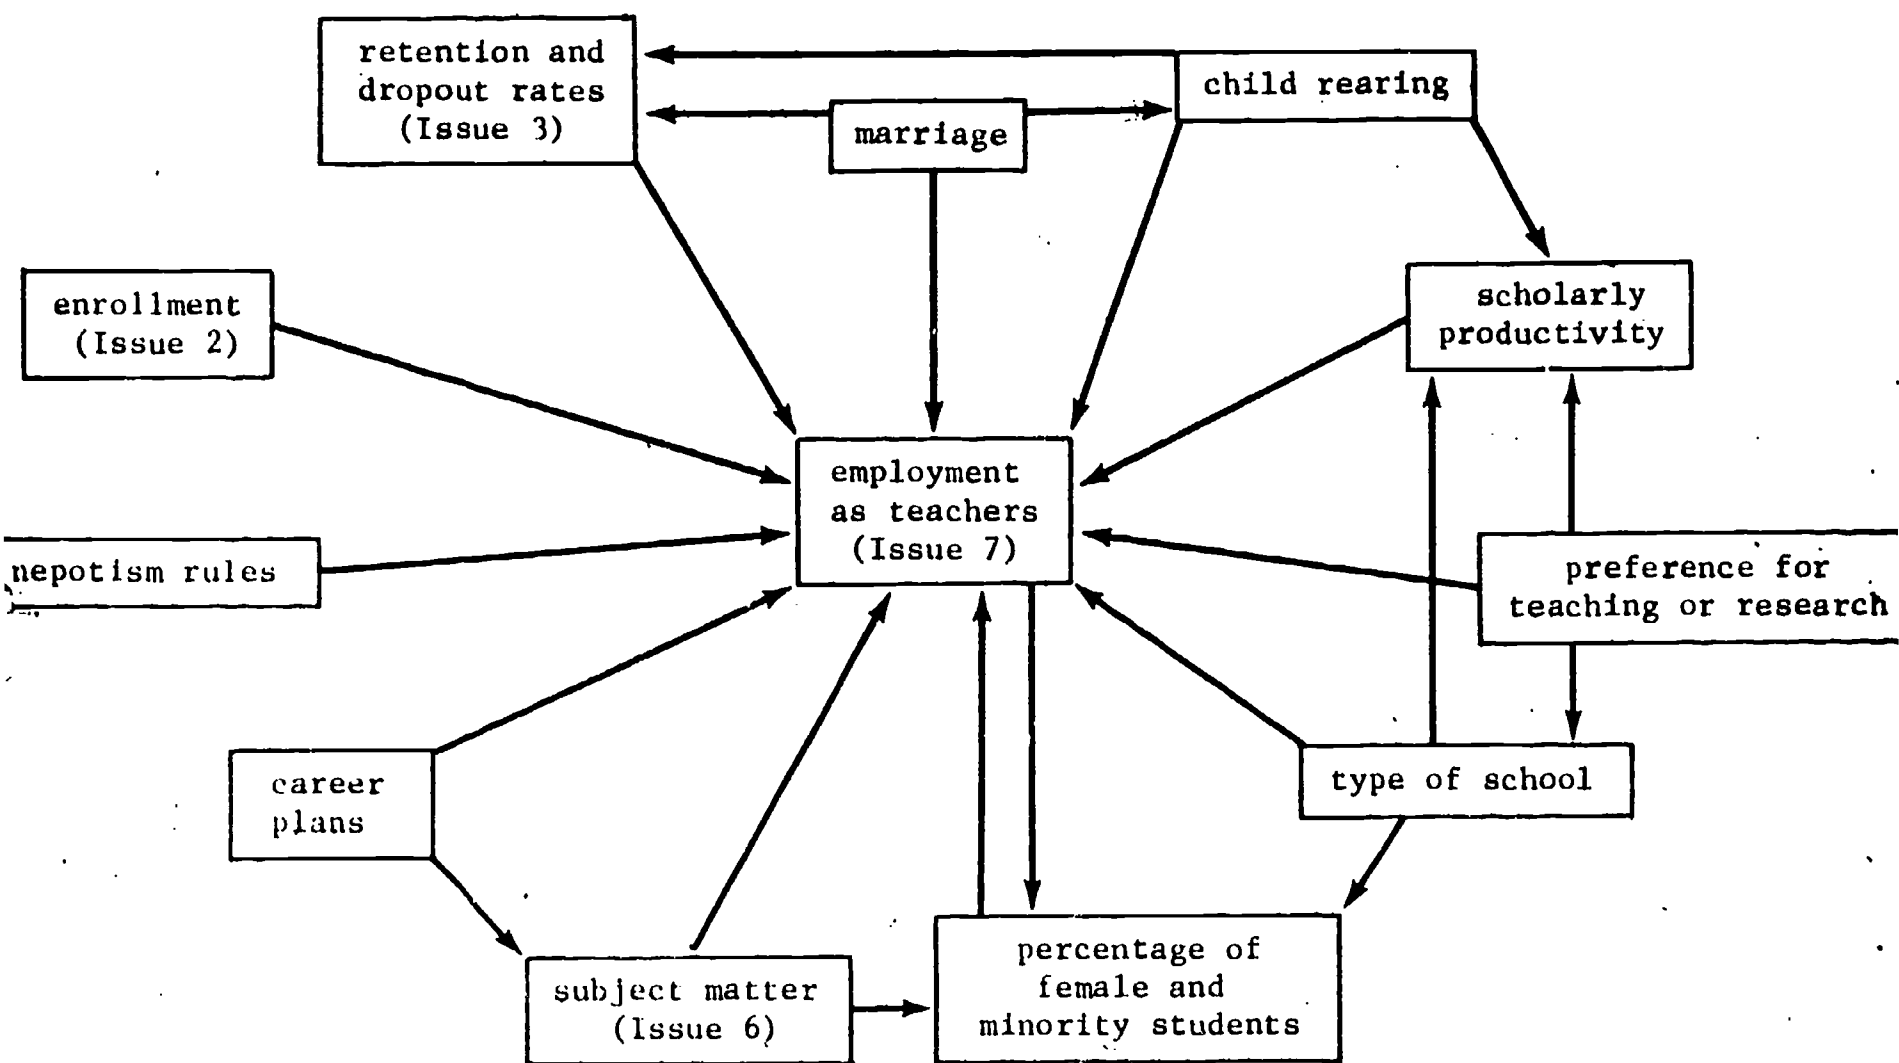 retention and
dropout rates
(Issue 3)
child rearing
marriage
enrollment
(Issue 2)
scholarly
productivity
employment
as teachers
(Issue 7)
nepotism rules
preference for
teaching or research
career
plans
type of school
subject matter
(Issue 6)
percentage of
female and
minority students